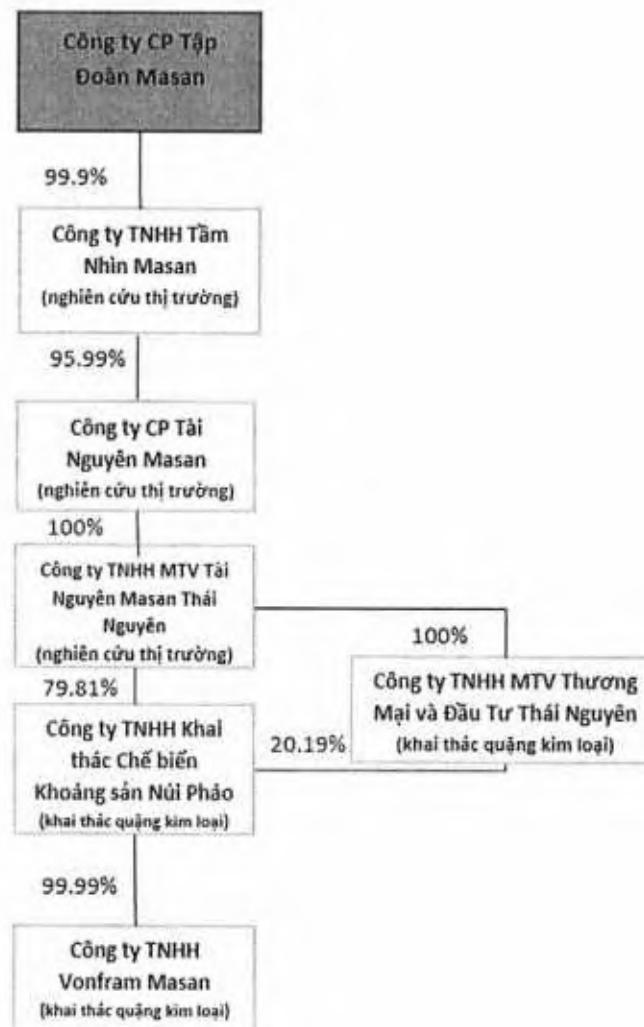 Công ty CP Tập
Đoàn Masan
99.9%
Công ty TNHH Tầm
Nhìn Masan
(nghiên cứu thị trường)
95.99%
Công ty CP Tài
Nguyên Masan
(nghiên cứu thị trường)
100%
Công ty TNHH MTV Tài
Nguyên Masan Thái
Nguyên
(nghiên cứu thị trường)
100%
Công ty TNHH MTV Thương
Mại và Đầu Tư Thái Nguyên
(khai thác quặng kim loại)
79.81%
20.19%
Công ty TNHH Khai
thác Chế biến
Khoáng sản Núi Pháo
(khai thác quặng kim loại)
99.99%
Công ty TNHH
Vonfram Masan
(khai thác quặng kim loại)